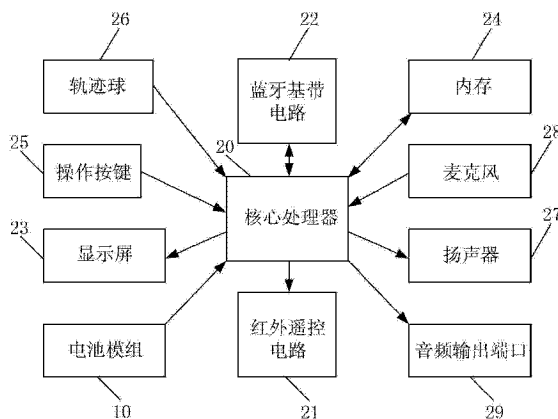 26
22
24
轨迹球
蓝牙基带
电路
内存
25
20
28
操作按键
核心处理器
麦克风
23
27
显示屏
扬声器
电池模组
红外遥控
电路
音频输出端口
10
21
29